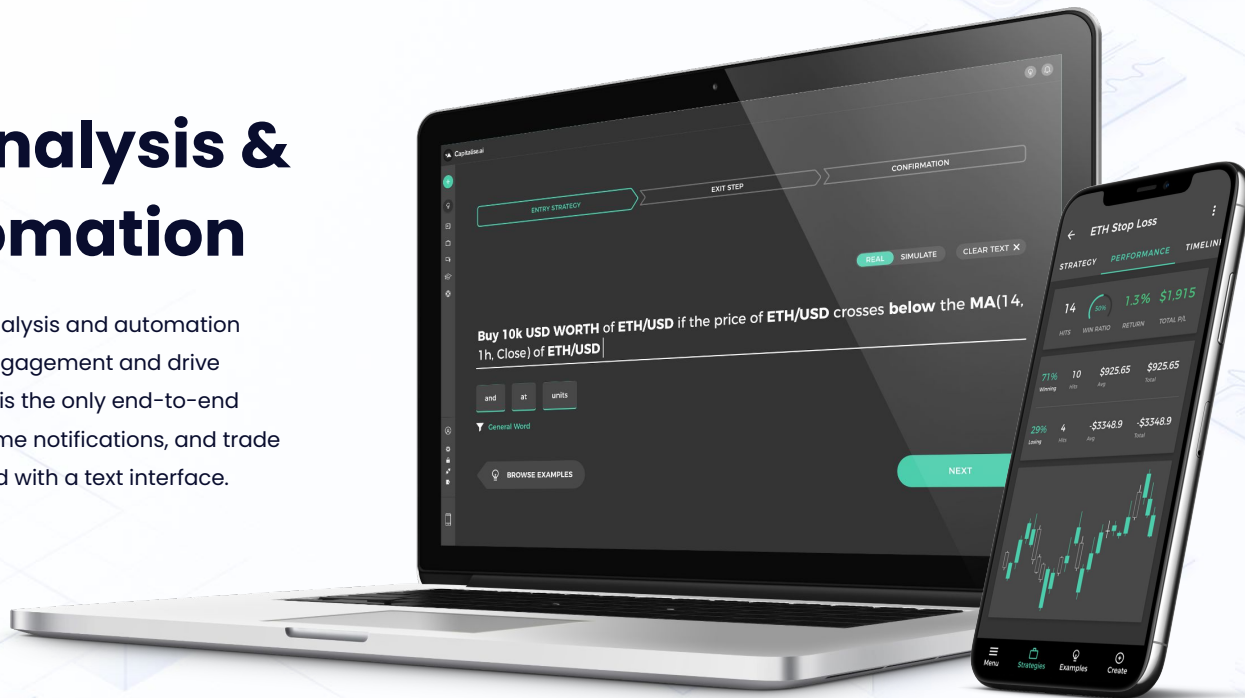 nalysis &
omation
alysis and automation
gagement and drive
is the only end-to-end
me notifications, and trade
d with a text interface.
Capitalise.ai
ENTRY STRATEGY
EXIT STEP
CONFIRMATION
REAL
SIMULATE
CLEAR TEXT X
Buy 10k USD WORTH of ETH/USD if the price of ETH/USD crosses below the MA(14,
1h, Close) of ETH/USD
and
at
units
General Word
BROWSE EXAMPLES
NEXT
ETH Stop Loss
STRATEGY
PERFORMANCE
TIMELIN
14
50%
1.3%
$1,915
HITS
WIN RATIO
RETURN
TOTAL P/L
71%
10
$925.65
$925.65
Winning
Hits
Avg
Total
29%
4
-$3348.9
-$3348.9
Losing
Hits
Avg
Total
Menu
Strategies
Examples
Create